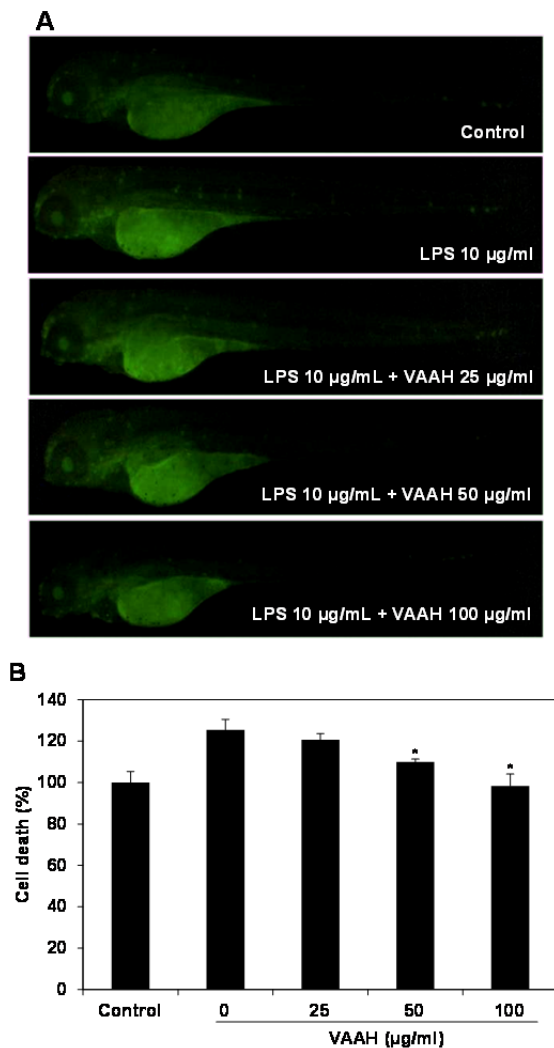 A
Control
LPS 10 µg/ml
LPS 10 µg/mL + VAAH 25 µg/ml
LPS 10 µg/mL + VAAH 50 µg/ml
LPS 10 µg/mL + VAAH 100 µg/ml
B
Cell death (%)
140
120
100
80
60
40
20
0
* *
Control 0 25 50 100
VAAH (µg/ml)